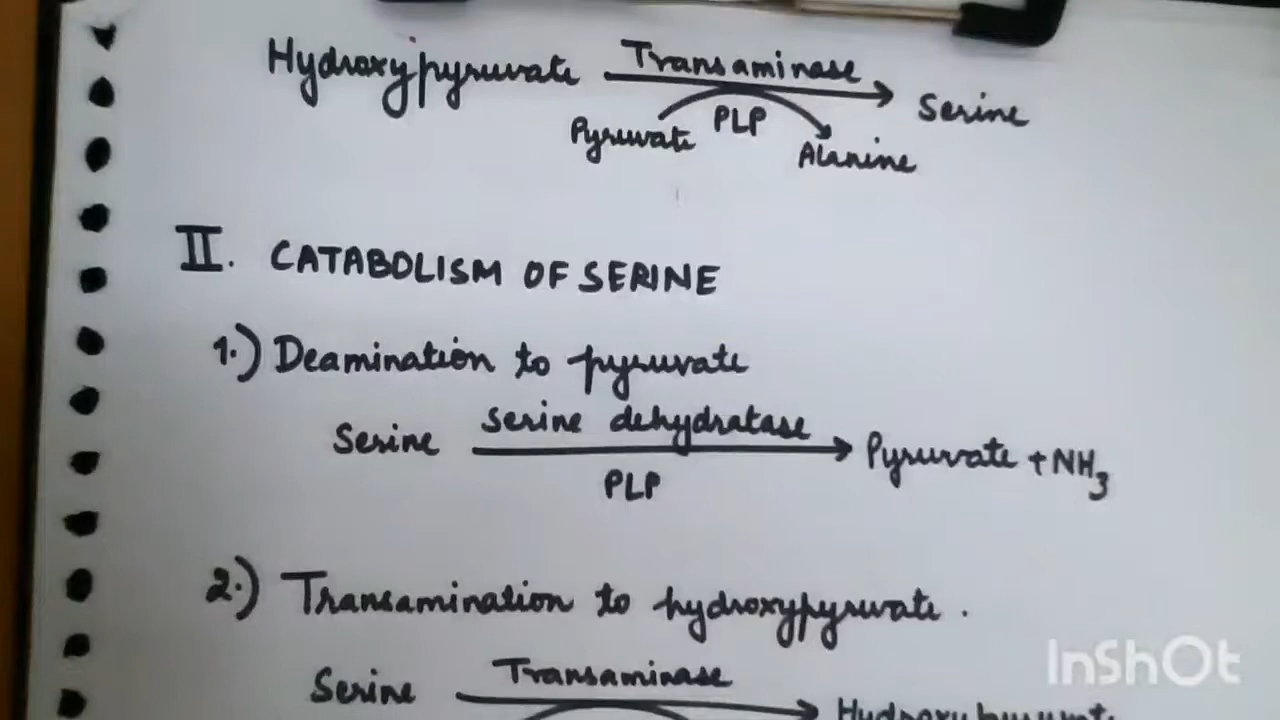 Hydroxypyruvate Transaminase Serine
Pyruvate PLP Alanine
II. CATABOLISM OF SERINE
1.) Deamination to pyruvate
Serine serine dehydratase Pyruvate + NH3
PLP
2.) Transamination to hydroxypyruvate.
Serine Transaminase
InShOt